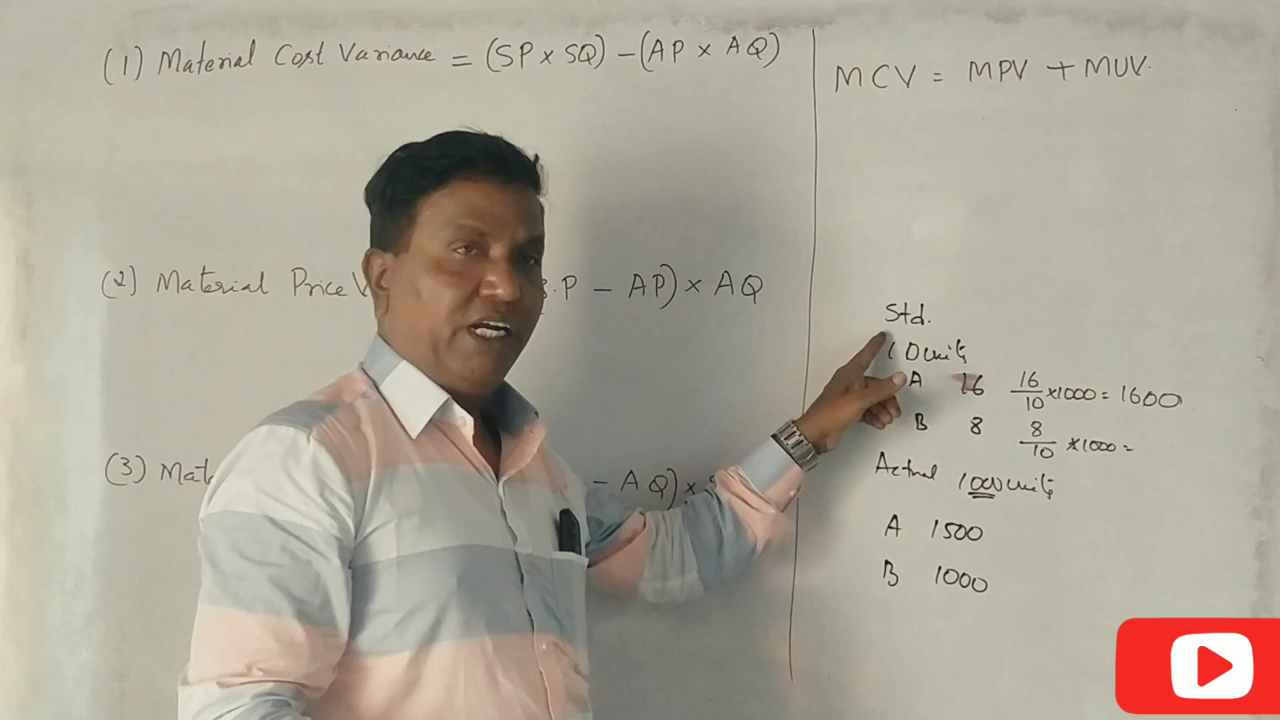 (1) Material Cost Variance = (SP × SQ) – (AP × AQ)
(2) Material Price V .P – AP) × AQ
(3) Mat – AQ) ×
MCV = MPV + MUV.
Std.
10 units
A 16 16/10 ×1000 = 1600
B 8 8/10 ×1000 =
Actual 1000 units
A 1500
B 1000